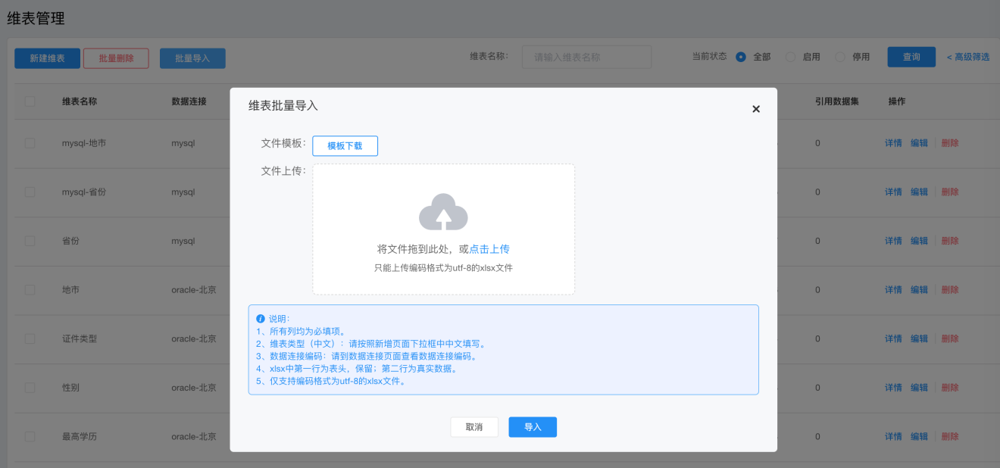 维表管理
新建维表 批量删除 批量导入 维表名称: 请输入维表名称 当前状态 全部 启用 停用 查询 < 高级筛选
维表名称 数据连接 引用数据集 操作
mysql-地市 mysql 0 详情 编辑 删除
mysql-省份 mysql 0 详情 编辑 删除
省份 mysql 0 详情 编辑 删除
地市 oracle-北京 0 详情 编辑 删除
证件类型 oracle-北京 0 详情 编辑 删除
性别 oracle-北京 0 详情 编辑 删除
最高学历 oracle-北京 0 详情 编辑 删除
维表批量导入 ×
文件模板: 模板下载
文件上传:
将文件拖到此处，或点击上传
只能上传编码格式为utf-8的xlsx文件
说明:
1、所有列均为必填项。
2、维表类型（中文）: 请按照新增页面下拉框中中文填写。
3、数据连接编码: 请到数据连接页面查看数据连接编码。
4、xlsx中第一行为表头，保留；第二行为真实数据。
5、仅支持编码格式为utf-8的xlsx文件。
取消 导入